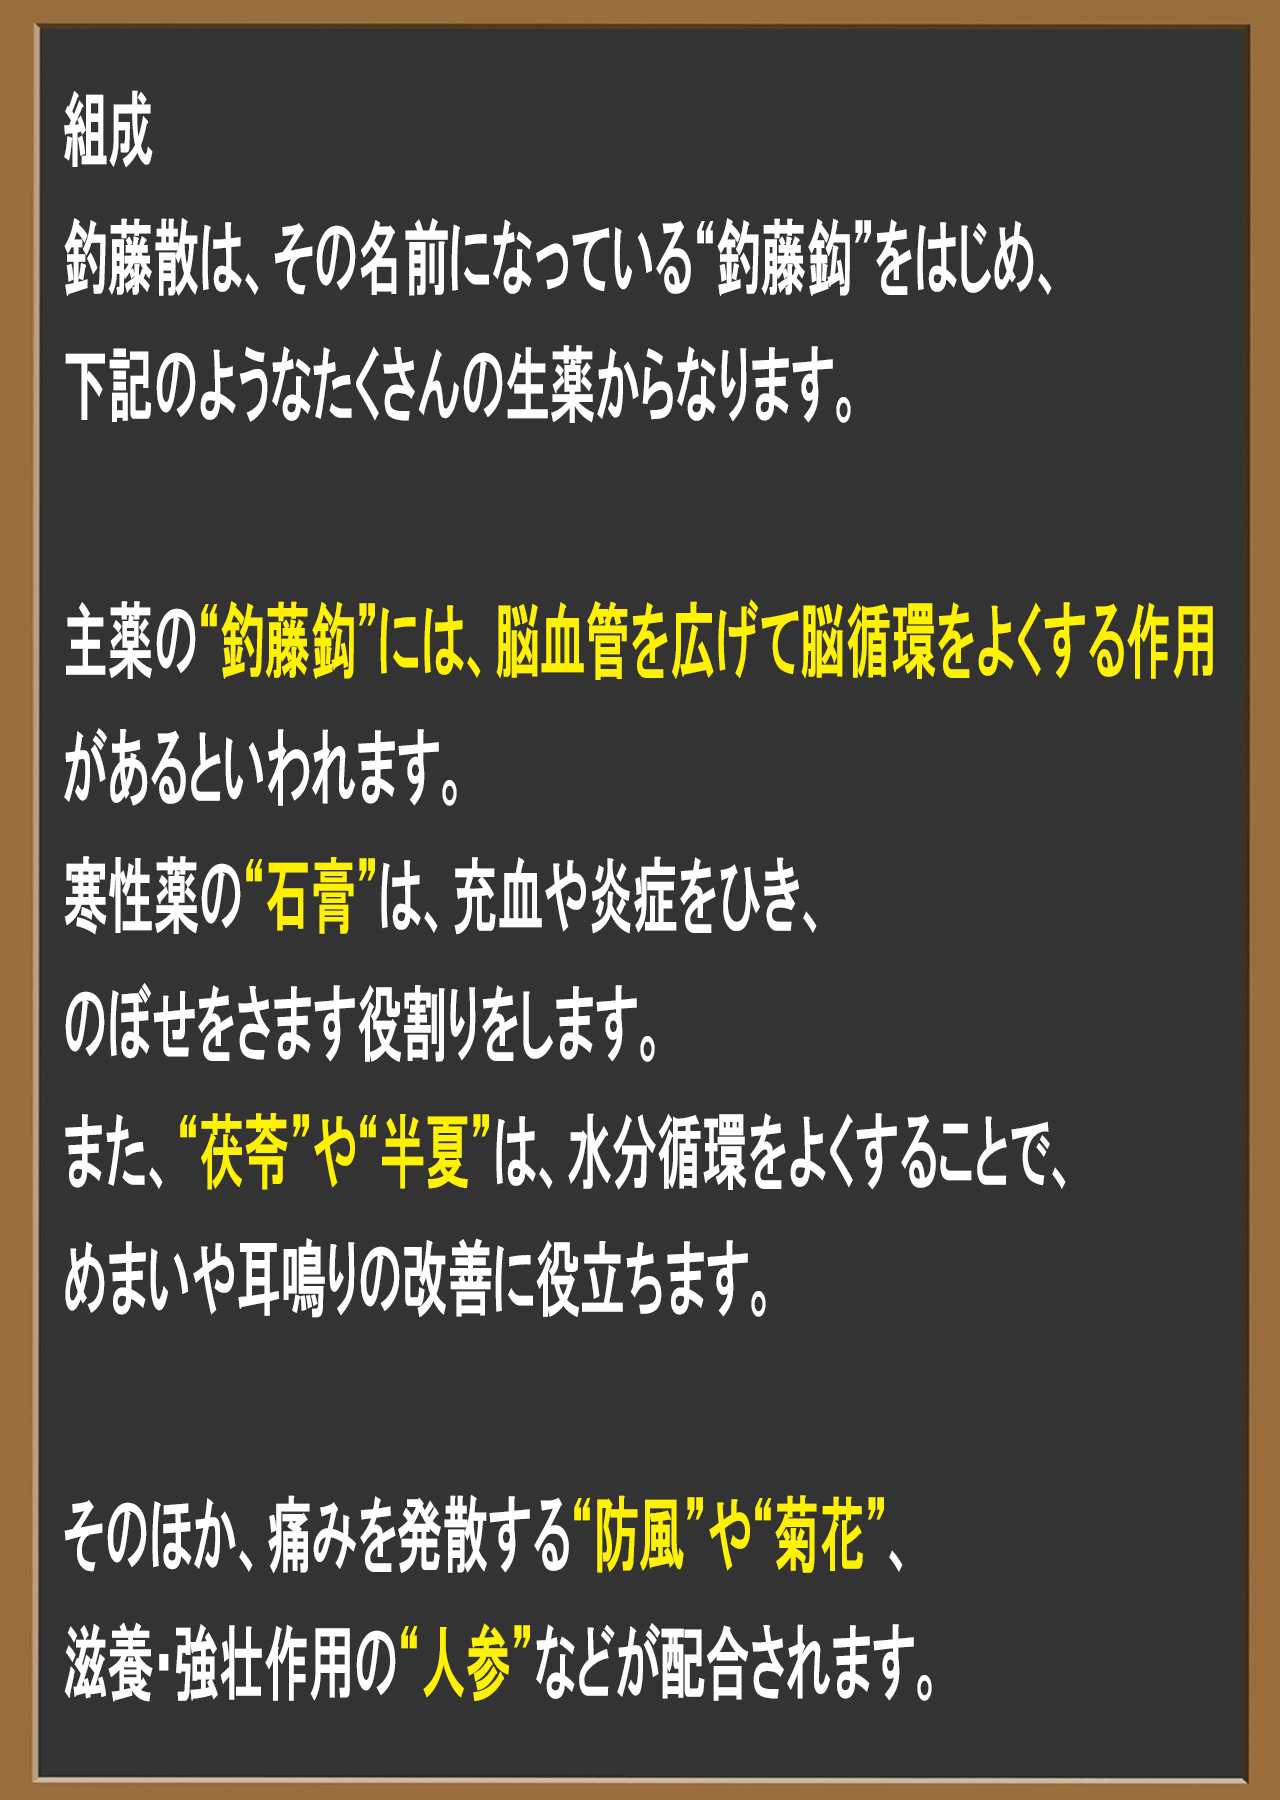 組成
釣藤散は、その名前になっている“釣藤鈎”をはじめ、
下記のようなたくさんの生薬からなります。
主薬の“釣藤鈎”には、脳血管を広げて脳循環をよくする作用
があるといわれます。
寒性薬の“石膏”は、充血や炎症をひき、
のぼせをさます役割りをします。
また、“茯苓”や“半夏”は、水分循環をよくすることで、
めまいや耳鳴りの改善に役立ちます。
そのほか、痛みを発散する“防風”や“菊花”、
滋養・強壮作用の“人参”などが配合されます。